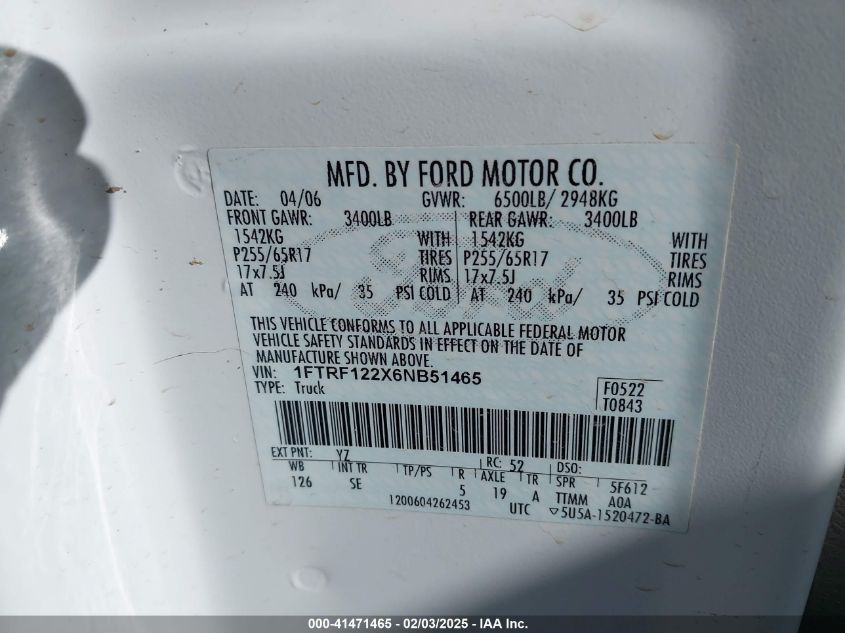 MFD. BY FORD MOTOR CO.
DATE: 04/06 GVWR: 6500LB/ 2948KG
FRONT GAWR: 3400LB REAR GAWR: 3400LB
1542KG WITH 1542KG WITH
P255/65R17 TIRES P255/65R17 TIRES
17x7.5J RIMS 17x7.5J RIMS
AT 240 kPa/ 35 PSI COLD AT 240 kPa/ 35 PSI COLD
Ford
THIS VEHICLE CONFORMS TO ALL APPLICABLE FEDERAL MOTOR
VEHICLE SAFETY STANDARDS IN EFFECT ON THE DATE OF
MANUFACTURE SHOWN ABOVE.
VIN: 1FTRF122X6NB51465
TYPE: Truck
F0522
T0843
EXT PNT: YZ RC: 52 DSO:
WB INT TR TP/PS R AXLE TR SPR 5F612
126 SE 5 19 A TTMM A0A
1200604262453 UTC ▽5U5A-1520472-BA
000-41471465 - 02/03/2025 - IAA Inc.